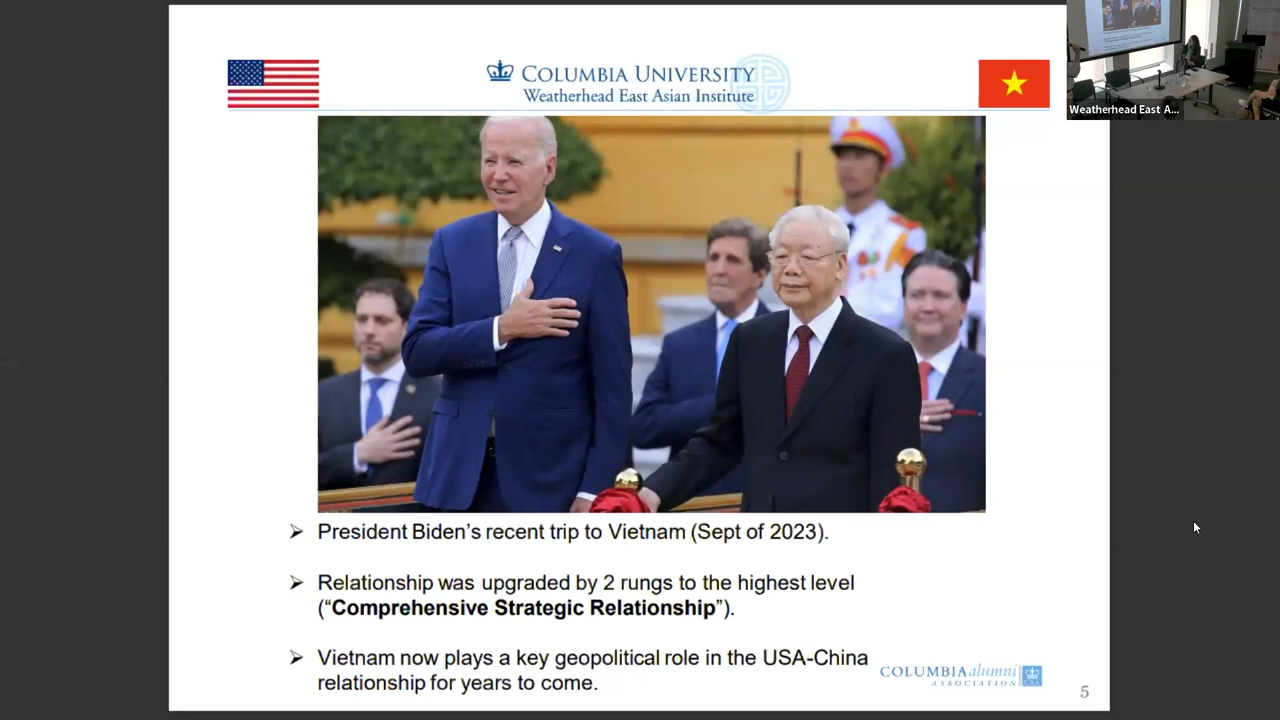 COLUMBIA UNIVERSITY
Weatherhead East Asian Institute
Weatherhead East A...
➢ President Biden’s recent trip to Vietnam (Sept of 2023).
➢ Relationship was upgraded by 2 rungs to the highest level
(“Comprehensive Strategic Relationship”).
➢ Vietnam now plays a key geopolitical role in the USA-China
relationship for years to come.
COLUMBIA alumni
ASSOCIATION
5